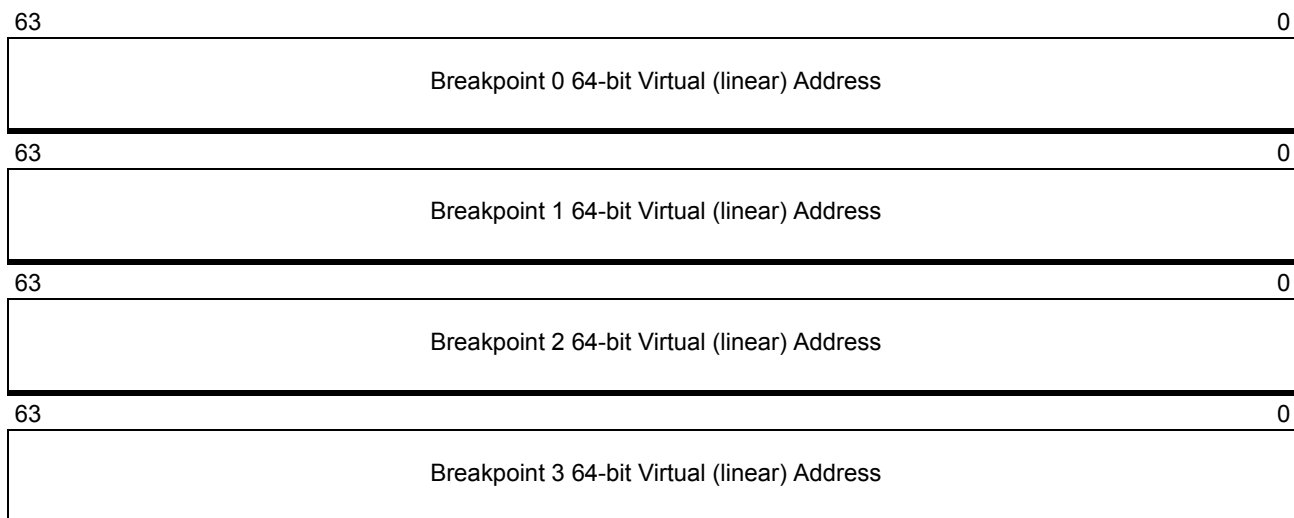 63 0
Breakpoint 0 64-bit Virtual (linear) Address
63 0
Breakpoint 1 64-bit Virtual (linear) Address
63 0
Breakpoint 2 64-bit Virtual (linear) Address
63 0
Breakpoint 3 64-bit Virtual (linear) Address